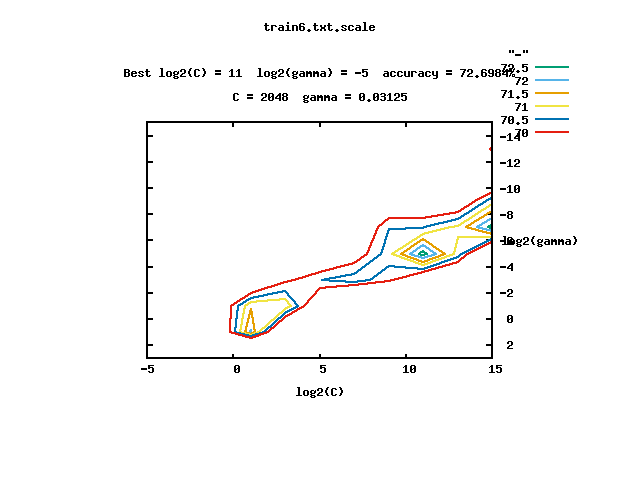 train6.txt.scale
"-"
Best log2(C) = 11  log2(gamma) = -5  accuracy = 72.6984%
72.5
72
71.5
71
70.5
70
C = 2048  gamma = 0.03125
-14
-12
-10
-8
-6
log2(gamma)
-4
-2
0
2
-5 0 5 10 15
log2(C)